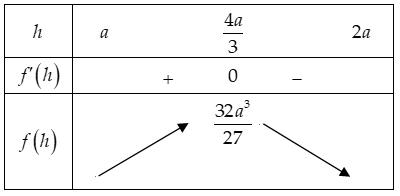 h a 4a/3 2a
f'(h) + 0 −
f(h) 32a³/27